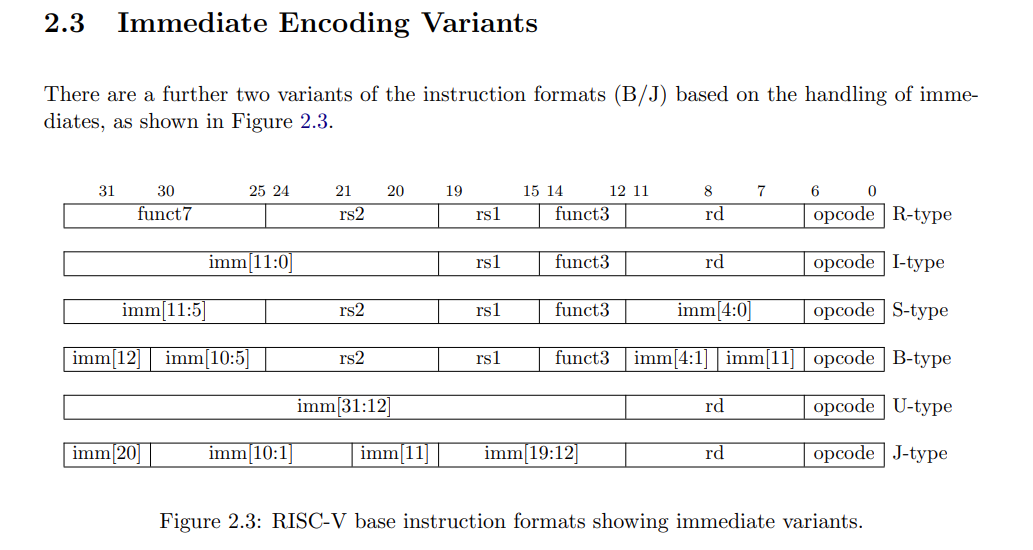 2.3 Immediate Encoding Variants
There are a further two variants of the instruction formats (B/J) based on the handling of imme-
diates, as shown in Figure 2.3.
31 30 25 24 21 20 19 15 14 12 11 8 7 6 0
funct7 rs2 rs1 funct3 rd opcode R-type
imm[11:0] rs1 funct3 rd opcode I-type
imm[11:5] rs2 rs1 funct3 imm[4:0] opcode S-type
imm[12] imm[10:5] rs2 rs1 funct3 imm[4:1] imm[11] opcode B-type
imm[31:12] rd opcode U-type
imm[20] imm[10:1] imm[11] imm[19:12] rd opcode J-type
Figure 2.3: RISC-V base instruction formats showing immediate variants.